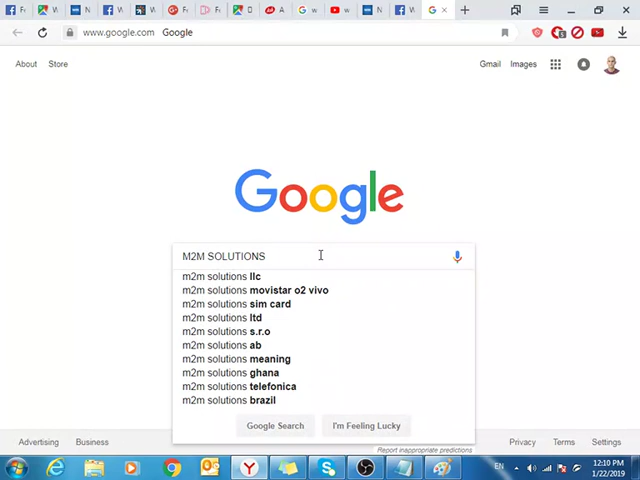 www.google.com Google
About Store Gmail Images
Google
M2M SOLUTIONS
m2m solutions llc
m2m solutions movistar o2 vivo
m2m solutions sim card
m2m solutions ltd
m2m solutions s.r.o
m2m solutions ab
m2m solutions meaning
m2m solutions ghana
m2m solutions telefonica
m2m solutions brazil
Google Search I'm Feeling Lucky
Advertising Business Privacy Terms Settings
Report inappropriate predictions
EN 12:10 PM
1/22/2019